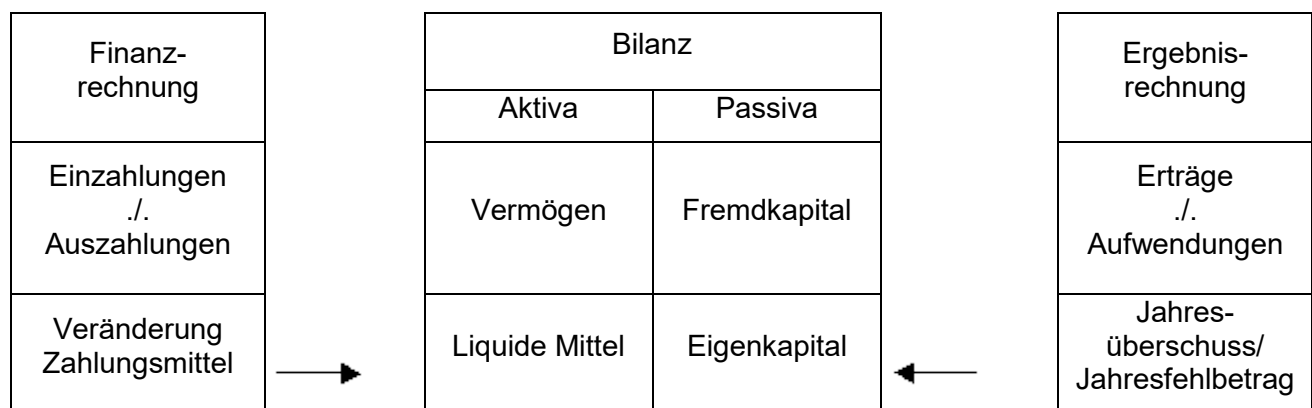 Finanz-
rechnung
Einzahlungen
./.
Auszahlungen
Veränderung
Zahlungsmittel
Bilanz
Aktiva
Passiva
Vermögen
Fremdkapital
Liquide Mittel
Eigenkapital
Ergebnis-
rechnung
Erträge
./.
Aufwendungen
Jahres-
überschuss/
Jahresfehlbetrag